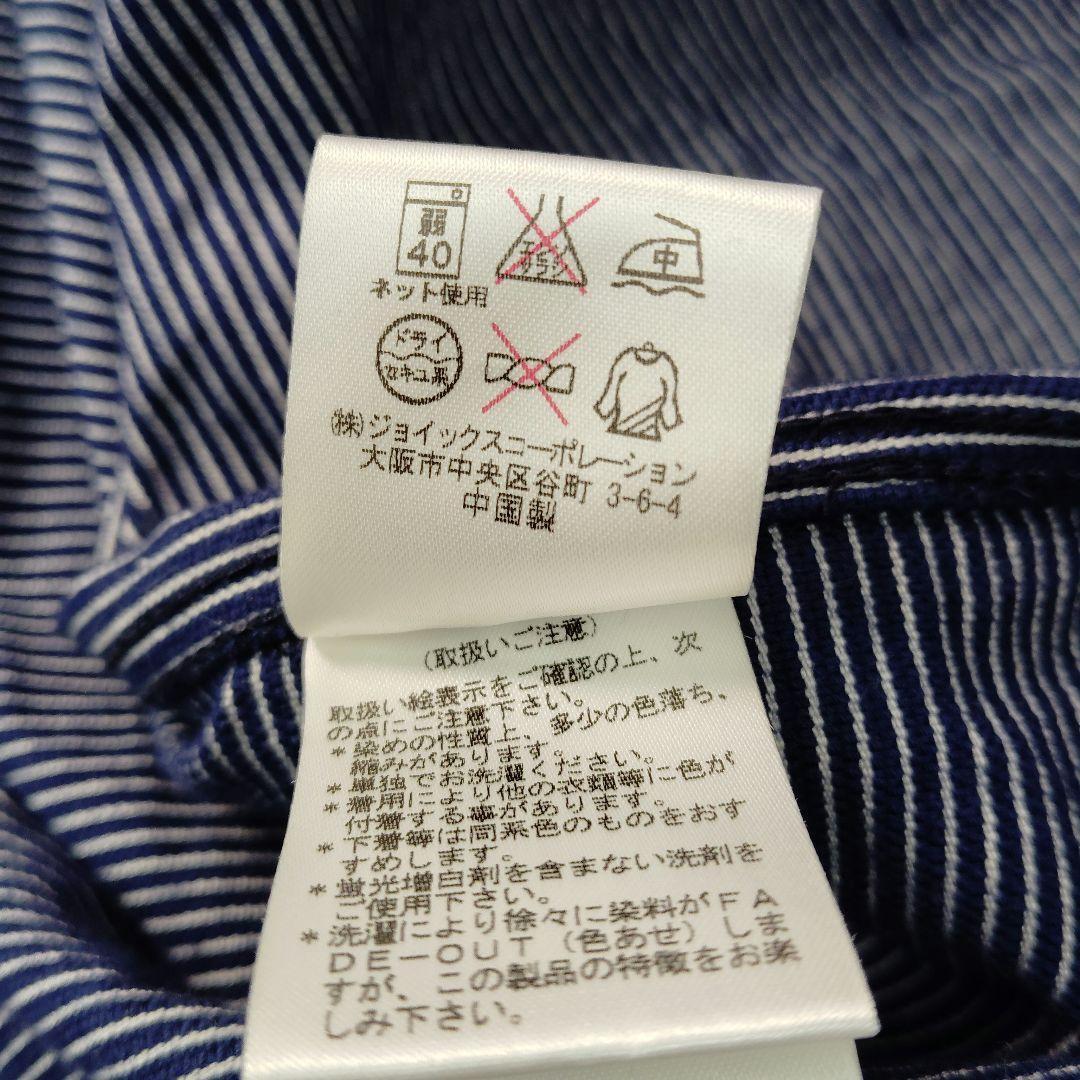 弱
40
エンソ
サラシ
中
ネット使用
ドライ
セキユ系
(株)ジョイックスコーポレーション
大阪市中央区谷町 3-6-4
中国製
(取扱いご注意)
取扱い絵表示をご確認の上、次
の点にご注意下さい。
*染めの性質上、多少の色落ち、
縮みがあります。
*単独でお洗濯ください。
*着用により他の衣類等に色が
付着する事があります。
*下着等は同系色のものをおす
すめします。
*蛍光増白剤を含まない洗剤を
ご使用下さい。
*洗濯により徐々に染料がFA
DE-OUT(色あせ)しま
すが、この製品の特徴をお楽
しみ下さい。